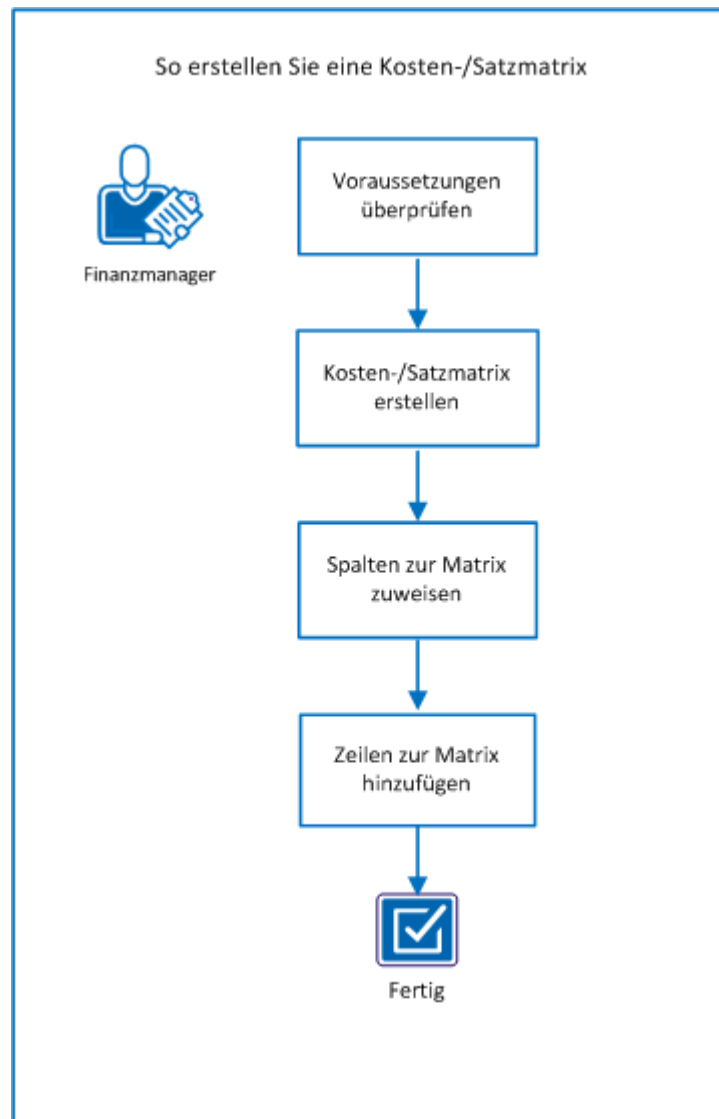 So erstellen Sie eine Kosten-/Satzmatrix
Finanzmanager
Voraussetzungen
überprüfen
Kosten-/Satzmatrix
erstellen
Spalten zur Matrix
zuweisen
Zeilen zur Matrix
hinzufügen
Fertig